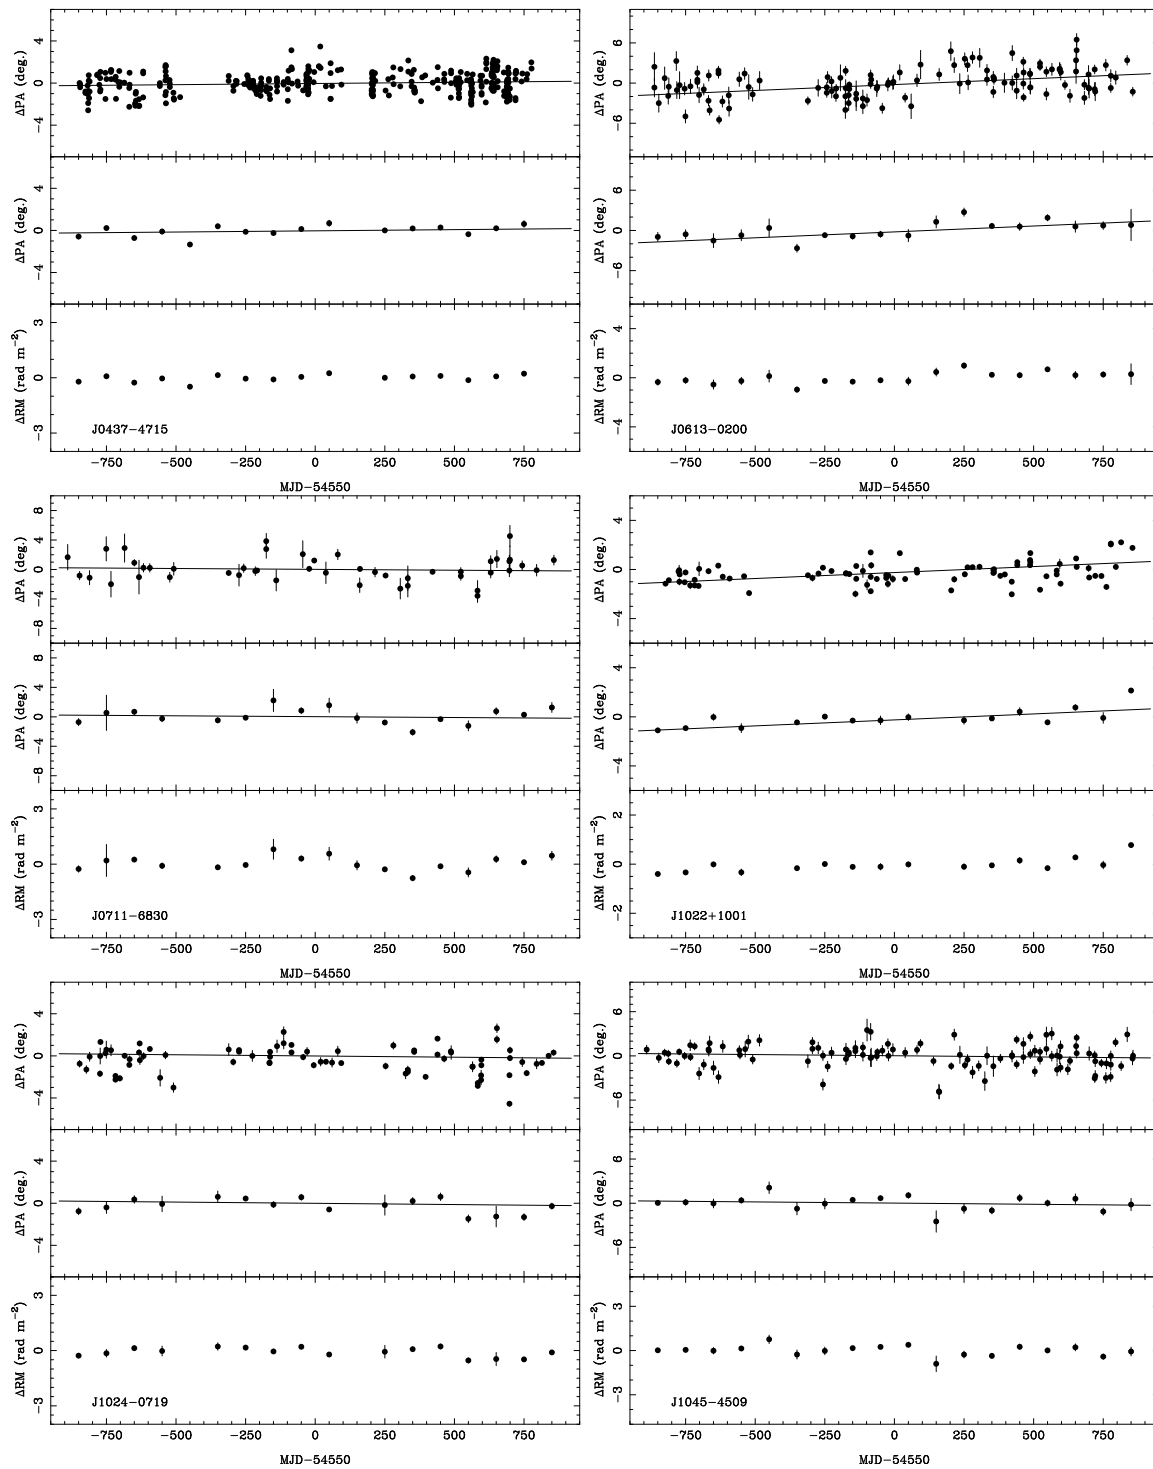 ΔPA (deg.)
4
0
−4
ΔPA (deg.)
4
0
−4
ΔRM (rad m−2)
3
0
−3
J0437−4715
−750 −500 −250 0 250 500 750
MJD−54550
ΔPA (deg.)
6
0
−6
ΔPA (deg.)
6
0
−6
ΔRM (rad m−2)
4
0
−4
J0613−0200
−750 −500 −250 0 250 500 750
MJD−54550
ΔPA (deg.)
8
4
0
−4
−8
ΔPA (deg.)
8
4
0
−4
−8
ΔRM (rad m−2)
3
0
−3
J0711−6830
−750 −500 −250 0 250 500 750
MJD−54550
ΔPA (deg.)
4
0
−4
ΔPA (deg.)
4
0
−4
ΔRM (rad m−2)
2
0
−2
J1022+1001
−750 −500 −250 0 250 500 750
MJD−54550
ΔPA (deg.)
4
0
−4
ΔPA (deg.)
4
0
−4
ΔRM (rad m−2)
3
0
−3
J1024−0719
−750 −500 −250 0 250 500 750
MJD−54550
ΔPA (deg.)
6
0
−6
ΔPA (deg.)
6
0
−6
ΔRM (rad m−2)
3
0
−3
J1045−4509
−750 −500 −250 0 250 500 750
MJD−54550